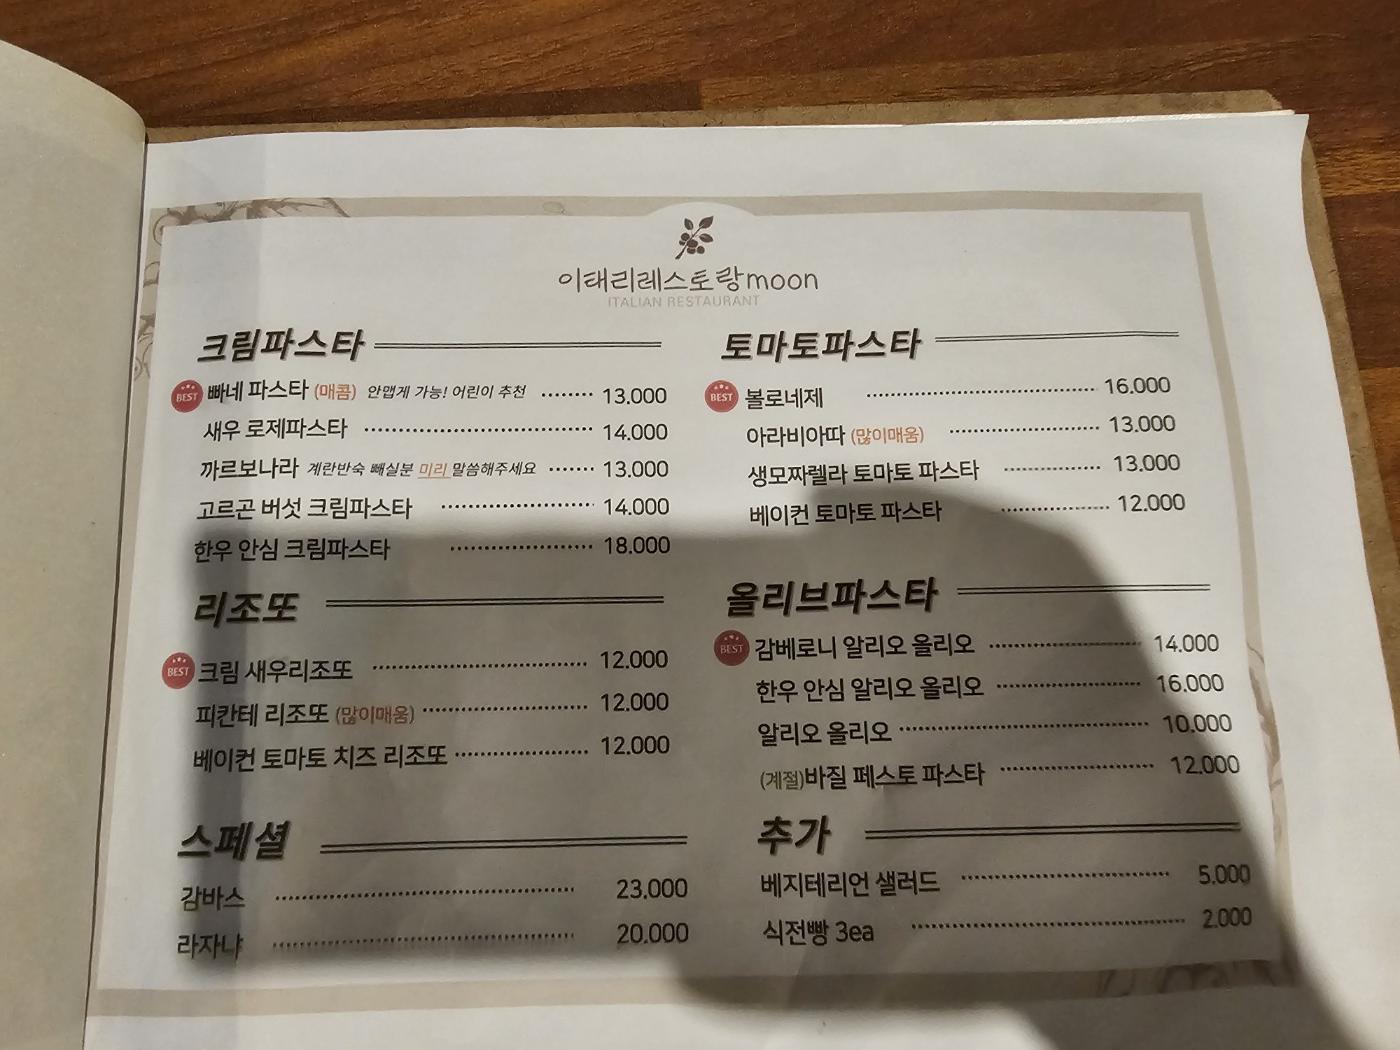 이태리레스토랑moon
ITALIAN RESTAURANT
크림파스타
BEST 빠네 파스타 (매콤) 안맵게 가능! 어린이 추천 ........ 13.000
새우 로제파스타 ........ 14.000
까르보나라 계란반숙 빼실분 미리 말씀해주세요 ........ 13.000
고르곤 버섯 크림파스타 ........ 14.000
한우 안심 크림파스타 ........ 18.000
리조또
BEST 크림 새우리조또 ........ 12.000
피칸테 리조또 (많이매움) ........ 12.000
베이컨 토마토 치즈 리조또 ........ 12.000
스페셜
감바스 ........ 23.000
라자냐 ........ 20.000
토마토파스타
BEST 볼로네제 ........ 16.000
아라비아따 (많이매움) ........ 13.000
생모짜렐라 토마토 파스타 ........ 13.000
베이컨 토마토 파스타 ........ 12.000
올리브파스타
BEST 감베로니 알리오 올리오 ........ 14.000
한우 안심 알리오 올리오 ........ 16.000
알리오 올리오 ........ 10.000
(계절)바질 페스토 파스타 ........ 12.000
추가
베지테리언 샐러드 ........ 5.000
식전빵 3ea ........ 2.000